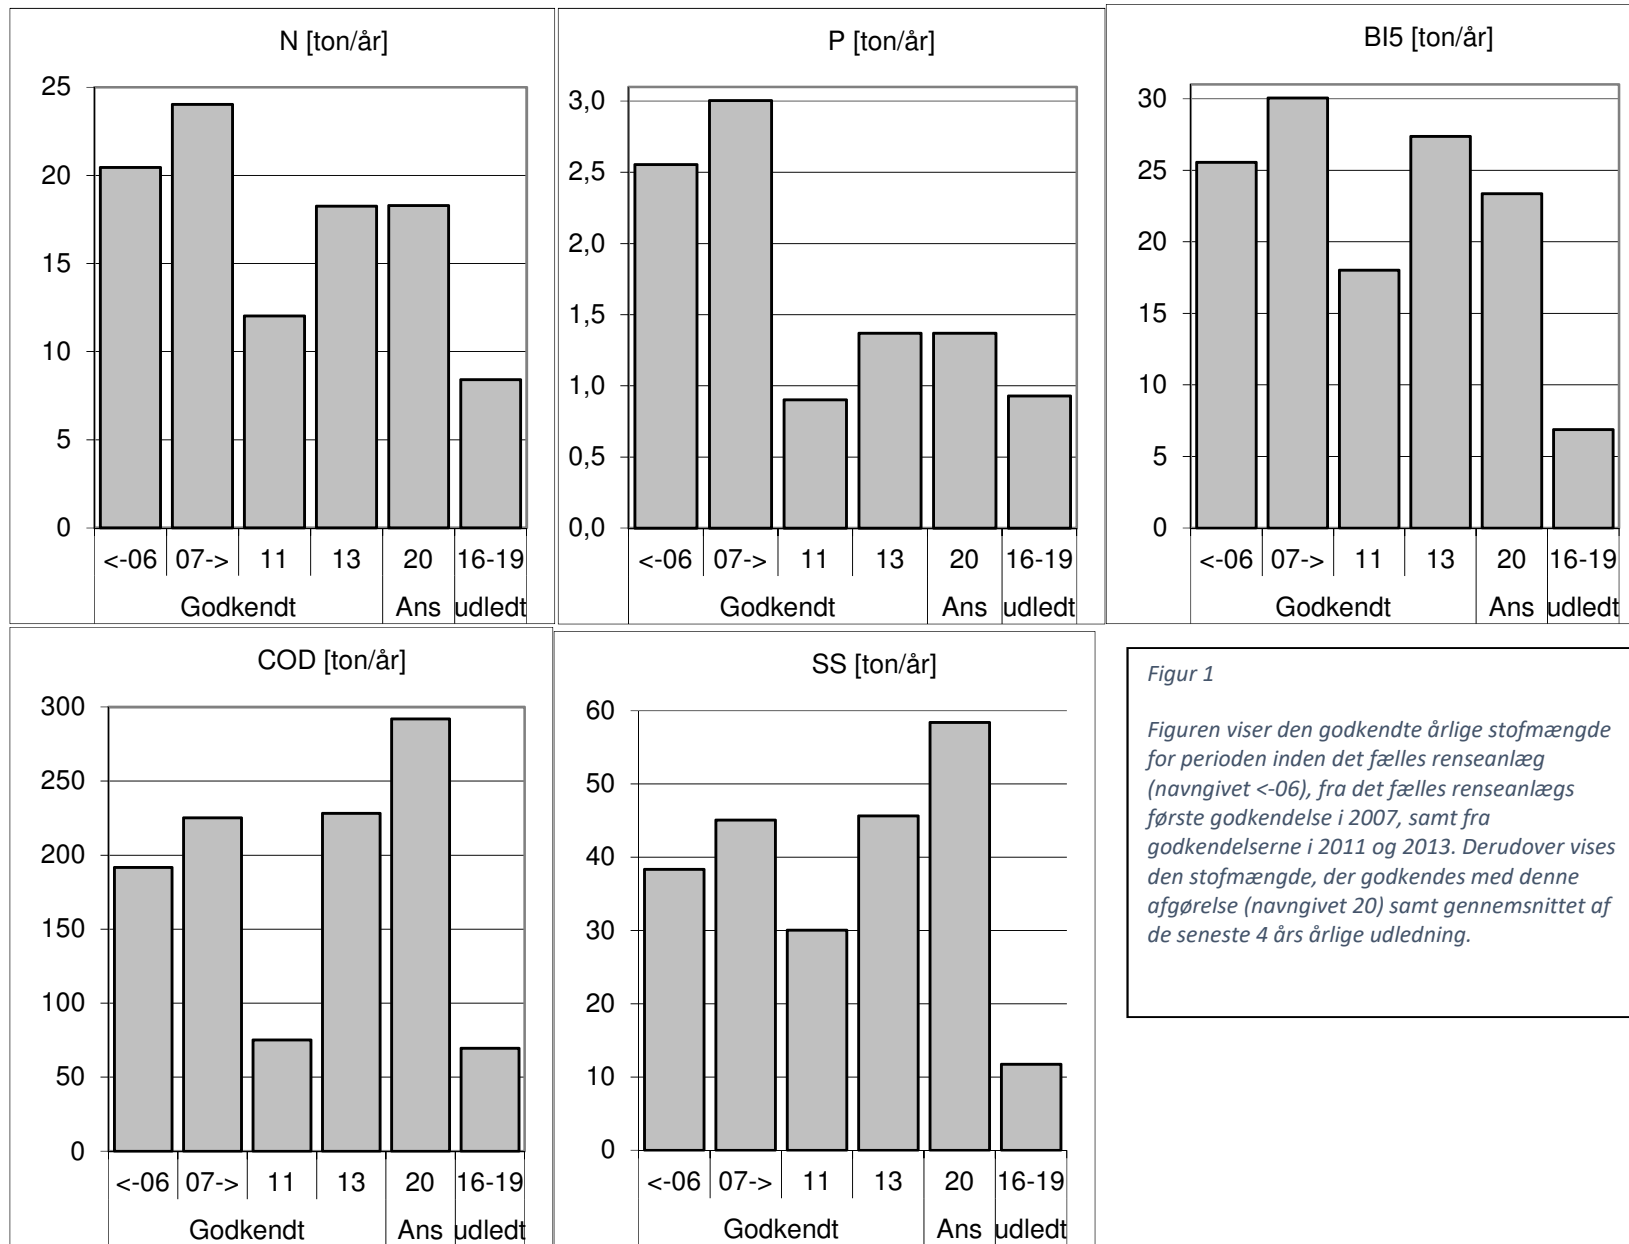 N [ton/år]
25
20
15
10
5
0
<-06 07-> 11 13 20 16-19
Godkendt Ans udledt
P [ton/år]
3,0
2,5
2,0
1,5
1,0
0,5
0,0
<-06 07-> 11 13 20 16-19
Godkendt Ans udledt
BI5 [ton/år]
30
25
20
15
10
5
0
<-06 07-> 11 13 20 16-19
Godkendt Ans udledt
COD [ton/år]
300
250
200
150
100
50
0
<-06 07-> 11 13 20 16-19
Godkendt Ans udledt
SS [ton/år]
60
50
40
30
20
10
0
<-06 07-> 11 13 20 16-19
Godkendt Ans udledt
Figur 1
Figuren viser den godkendte årlige stofmængde
for perioden inden det fælles renseanlæg
(navngivet <-06), fra det fælles renseanlægs
første godkendelse i 2007, samt fra
godkendelserne i 2011 og 2013. Derudover vises
den stofmængde, der godkendes med denne
afgørelse (navngivet 20) samt gennemsnittet af
de seneste 4 års årlige udledning.